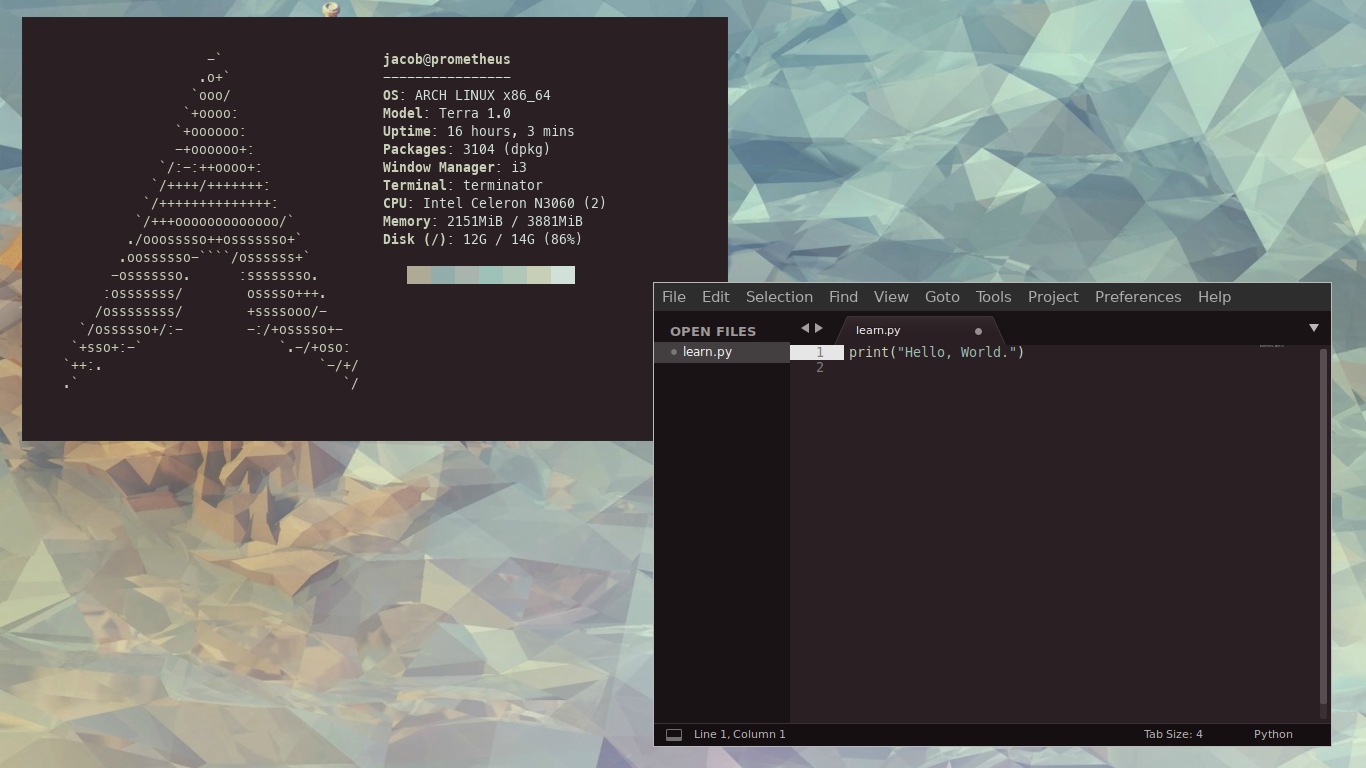 -`
.o+`
`ooo/
`+oooo:
`+oooooo:
-+oooooo+:
`/:-:++oooo+:
`/++++/+++++++:
`/++++++++++++++:
`/+++ooooooooooooo/`
./ooosssso++osssssso+`
.oossssso-````/ossssss+`
-osssssso.      :ssssssso.
:osssssss/        osssso+++.
/ossssssss/        +ssssooo/-
`/ossssso+/:-        -:/+osssso+-
`+sso+:-`                 `.-/+oso:
`++:.                           `-/+/
.`                                 `/
jacob@prometheus
----------------
OS: ARCH LINUX x86_64
Model: Terra 1.0
Uptime: 16 hours, 3 mins
Packages: 3104 (dpkg)
Window Manager: i3
Terminal: terminator
CPU: Intel Celeron N3060 (2)
Memory: 2151MiB / 3881MiB
Disk (/): 12G / 14G (86%)
File Edit Selection Find View Goto Tools Project Preferences Help
OPEN FILES
learn.py
learn.py
1 print("Hello, World.")
2
Line 1, Column 1 Tab Size: 4 Python